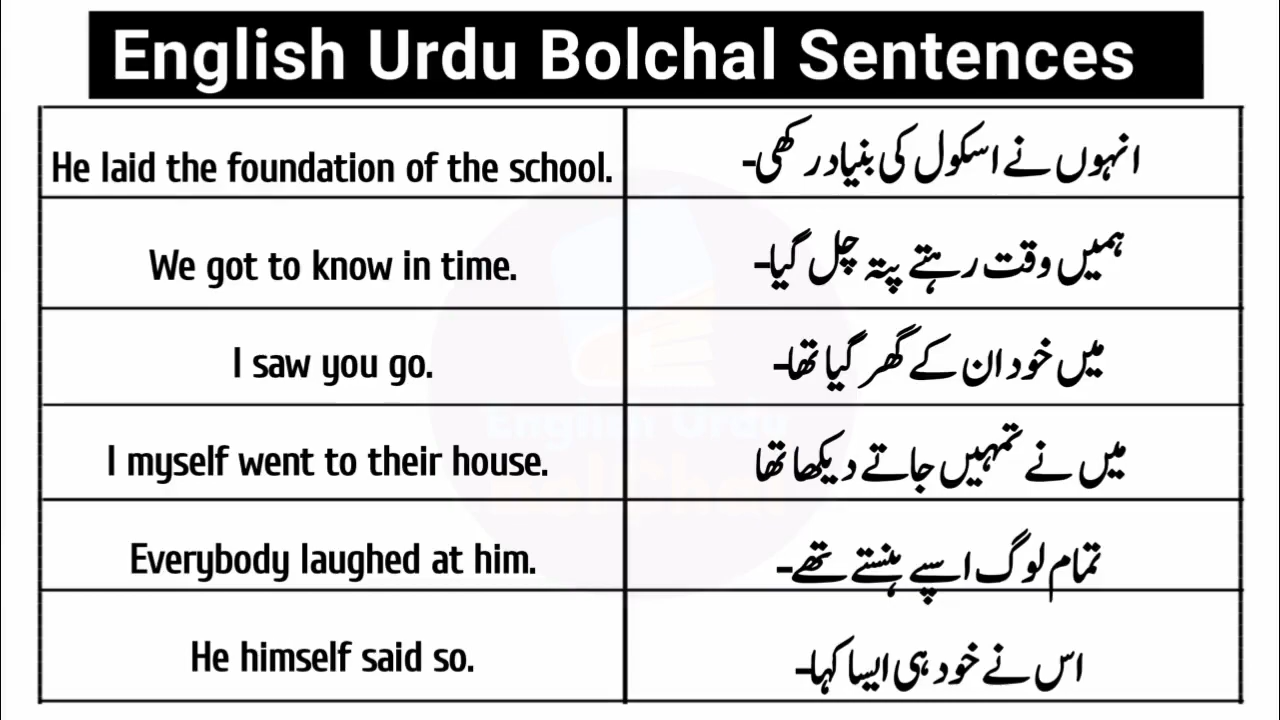 English Urdu Bolchal Sentences
He laid the foundation of the school.
انہوں نے اسکول کی بنیاد رکھی-
We got to know in time.
ہمیں وقت رہتے پتہ چل گیا-
I saw you go.
میں خود ان کے گھر گیا تھا-
I myself went to their house.
میں نے تمہیں جاتے دیکھا تھا
Everybody laughed at him.
تمام لوگ اسپے ہنستے تھے-
He himself said so.
اس نے خود ہی ایسا کہا-
English Urdu